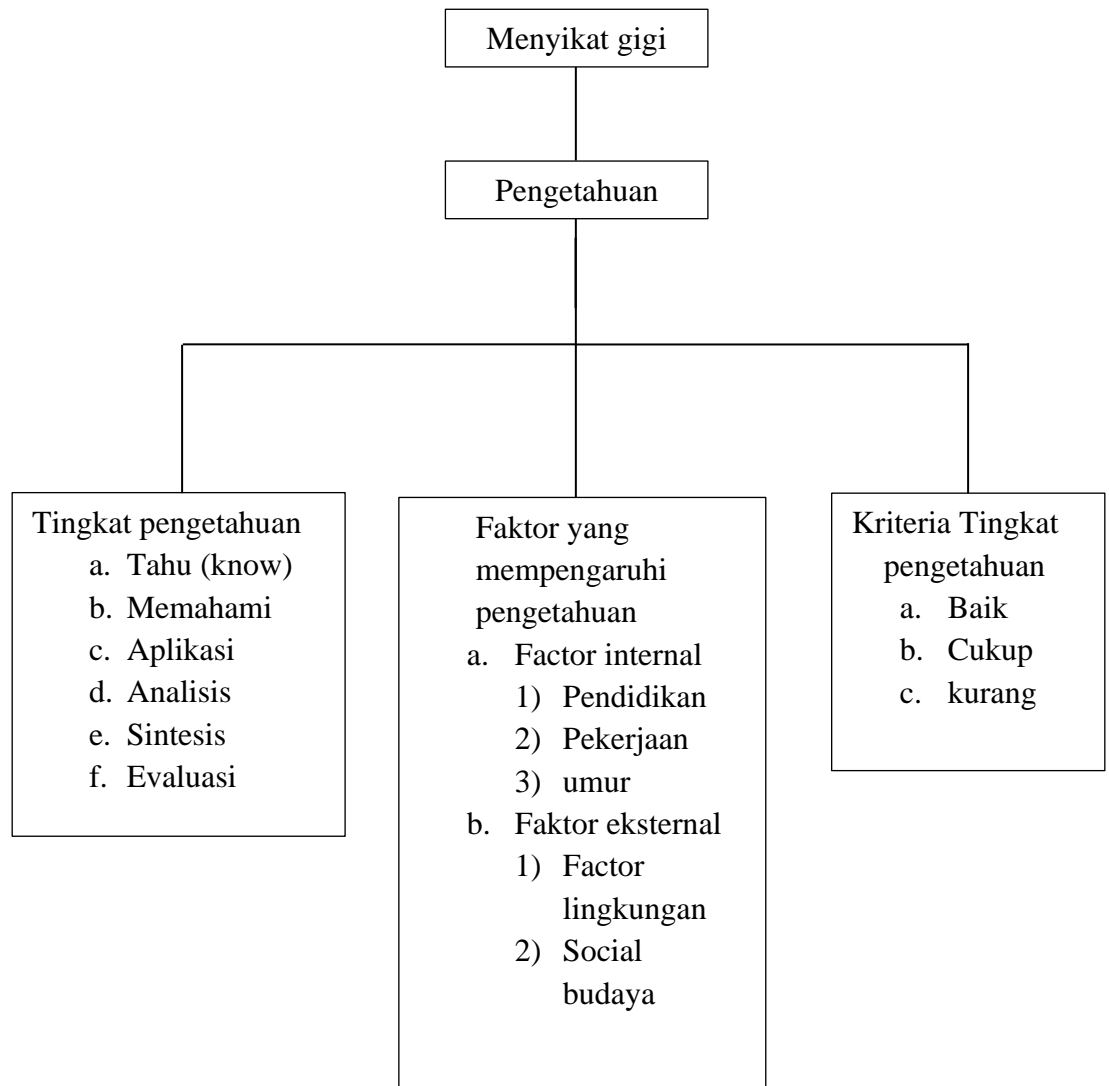 Menyikat gigi
Pengetahuan
Tingkat pengetahuan
a. Tahu (know)
b. Memahami
c. Aplikasi
d. Analisis
e. Sintesis
f. Evaluasi
Faktor yang
mempengaruhi
pengetahuan
a. Factor internal
1) Pendidikan
2) Pekerjaan
3) umur
b. Faktor eksternal
1) Factor
lingkungan
2) Social
budaya
Kriteria Tingkat
pengetahuan
a. Baik
b. Cukup
c. kurang